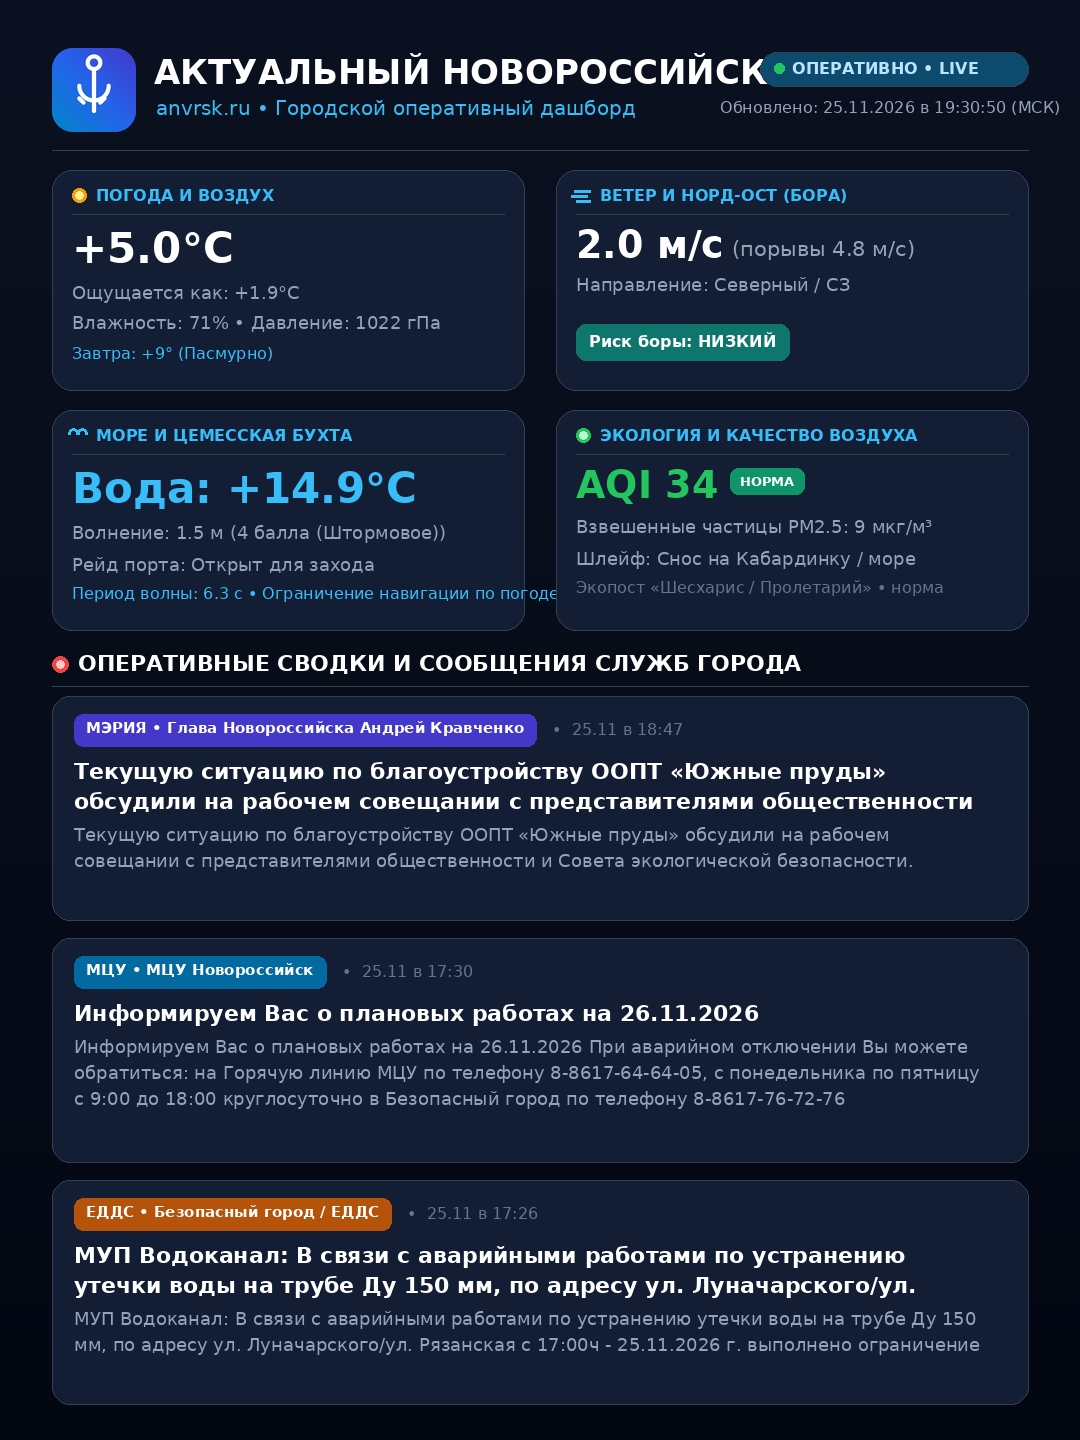 АКТУАЛЬНЫЙ НОВОРОССИЙСК
ОПЕРАТИВНО • LIVE
anvrsk.ru • Городской оперативный дашборд
Обновлено: 25.11.2026 в 19:30:50 (МСК)
ПОГОДА И ВОЗДУХ
+5.0°C
Ощущается как: +1.9°C
Влажность: 71% • Давление: 1022 гПа
Завтра: +9° (Пасмурно)
ВЕТЕР И НОРД-ОСТ (БОРА)
2.0 м/с (порывы 4.8 м/с)
Направление: Северный / СЗ
Риск боры: НИЗКИЙ
МОРЕ И ЦЕМЕССКАЯ БУХТА
Вода: +14.9°C
Волнение: 1.5 м (4 балла (Штормовое))
Рейд порта: Открыт для захода
Период волны: 6.3 с • Ограничение навигации по погоде
ЭКОЛОГИЯ И КАЧЕСТВО ВОЗДУХА
AQI 34 НОРМА
Взвешенные частицы PM2.5: 9 мкг/м³
Шлейф: Снос на Кабардинку / море
Экопост «Шесхарис / Пролетарий» • норма
ОПЕРАТИВНЫЕ СВОДКИ И СООБЩЕНИЯ СЛУЖБ ГОРОДА
МЭРИЯ • Глава Новороссийска Андрей Кравченко • 25.11 в 18:47
Текущую ситуацию по благоустройству ООПТ «Южные пруды»
обсудили на рабочем совещании с представителями общественности
Текущую ситуацию по благоустройству ООПТ «Южные пруды» обсудили на рабочем
совещании с представителями общественности и Совета экологической безопасности.
МЦУ • МЦУ Новороссийск • 25.11 в 17:30
Информируем Вас о плановых работах на 26.11.2026
Информируем Вас о плановых работах на 26.11.2026 При аварийном отключении Вы можете
обратиться: на Горячую линию МЦУ по телефону 8-8617-64-64-05, с понедельника по пятницу
с 9:00 до 18:00 круглосуточно в Безопасный город по телефону 8-8617-76-72-76
ЕДДС • Безопасный город / ЕДДС • 25.11 в 17:26
МУП Водоканал: В связи с аварийными работами по устранению
утечки воды на трубе Ду 150 мм, по адресу ул. Луначарского/ул.
МУП Водоканал: В связи с аварийными работами по устранению утечки воды на трубе Ду 150
мм, по адресу ул. Луначарского/ул. Рязанская с 17:00ч - 25.11.2026 г. выполнено ограничение